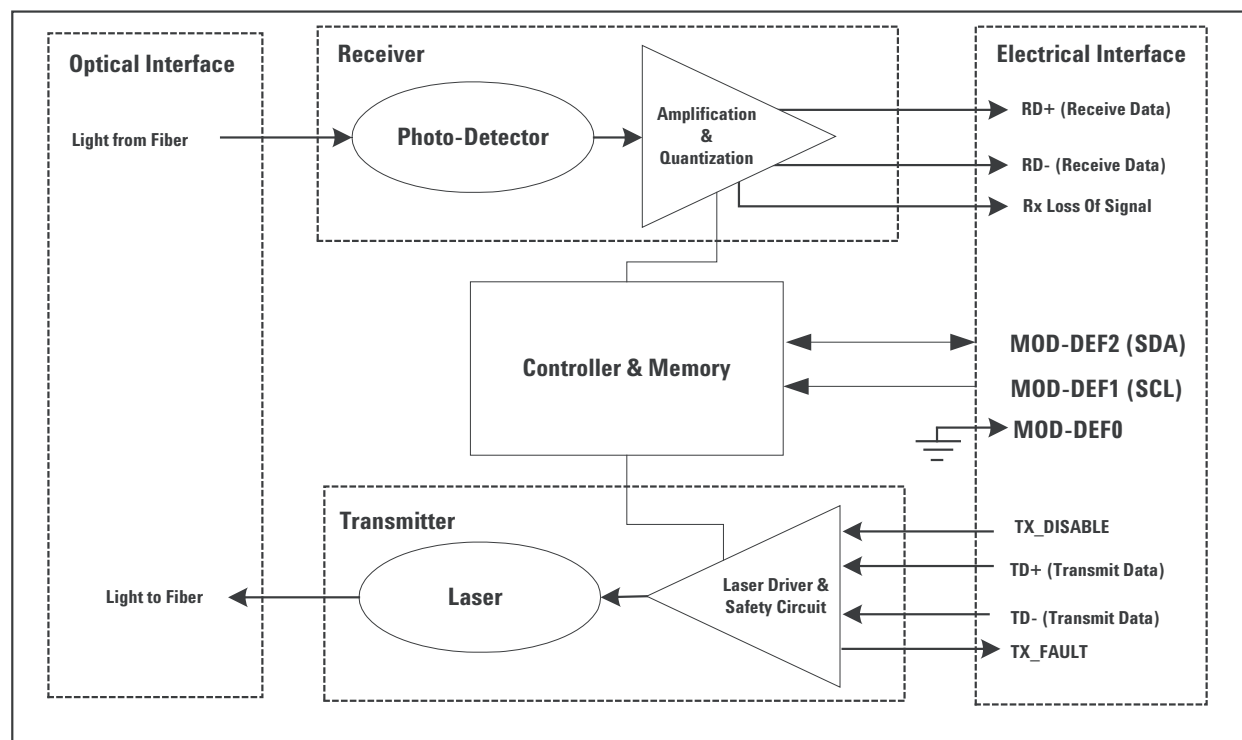 Optical Interface
Light from Fiber
Light to Fiber
Receiver
Photo-Detector
Amplification
&
Quantization
Electrical Interface
RD+ (Receive Data)
RD- (Receive Data)
Rx Loss Of Signal
Controller & Memory
MOD-DEF2 (SDA)
MOD-DEF1 (SCL)
MOD-DEF0
Transmitter
Laser
Laser Driver &
Safety Circuit
TX_DISABLE
TD+ (Transmit Data)
TD- (Transmit Data)
TX_FAULT